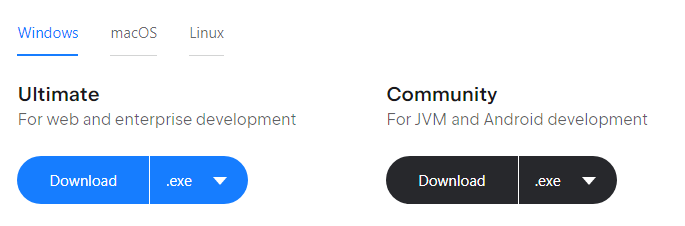 Windows macOS Linux
Ultimate
For web and enterprise development
Download .exe
Community
For JVM and Android development
Download .exe